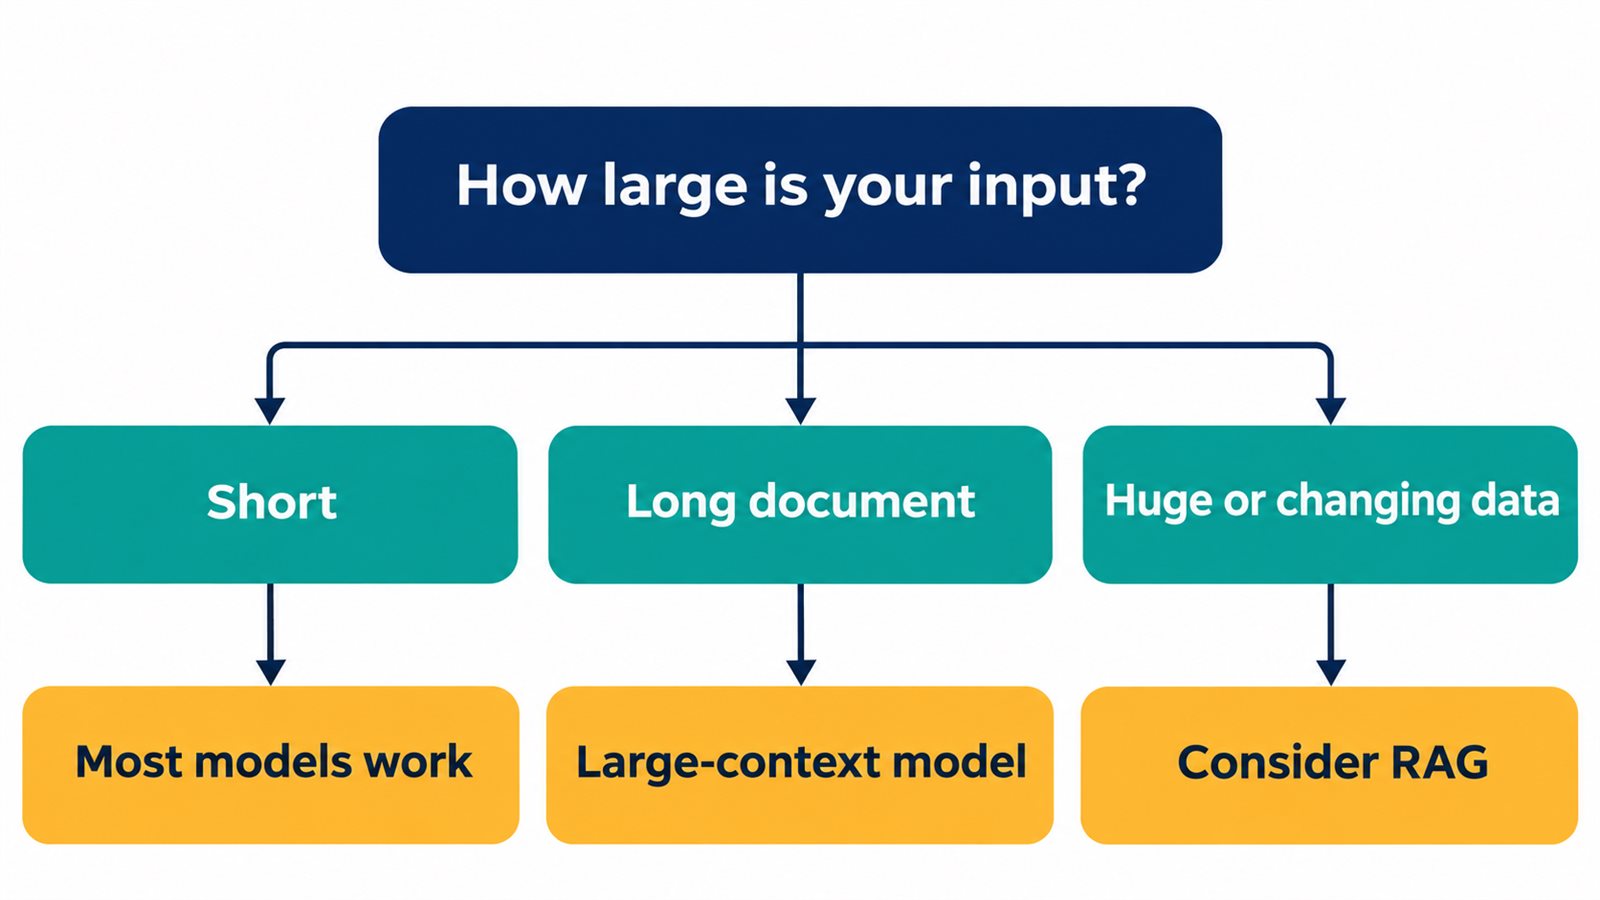 How large is your input?
Short
Long document
Huge or changing data
Most models work
Large-context model
Consider RAG